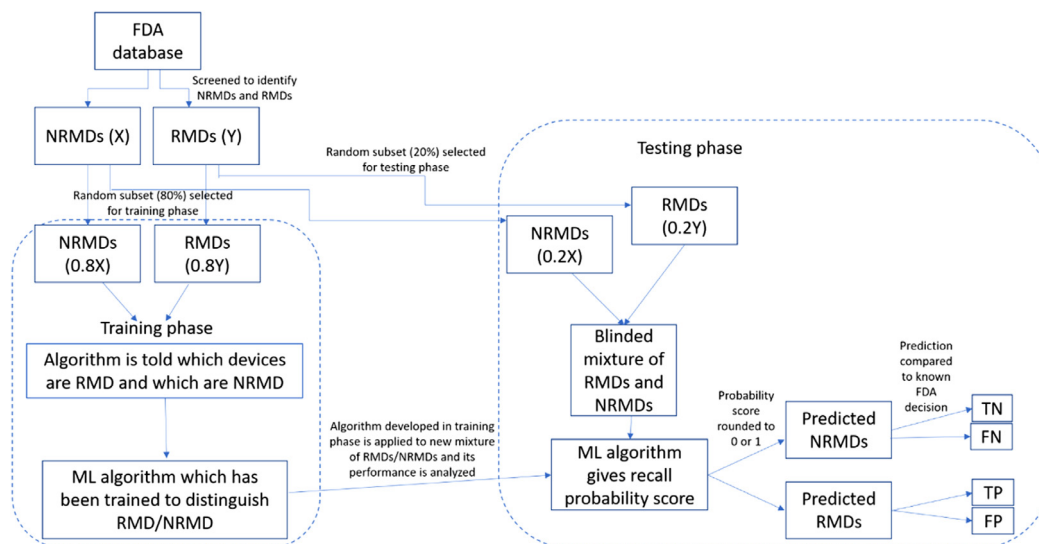 FDA
database
Screened to identify
NRMDs and RMDs
NRMDs (X)
RMDs (Y)
Random subset (20%) selected
for testing phase
Random subset (80%) selected
for training phase
NRMDs
(0.8X)
RMDs
(0.8Y)
Training phase
Algorithm is told which devices
are RMD and which are NRMD
ML algorithm which has
been trained to distinguish
RMD/NRMD
Algorithm developed in training
phase is applied to new mixture
of RMDs/NRMDs and its
performance is analyzed
Testing phase
RMDs
(0.2Y)
NRMDs
(0.2X)
Blinded
mixture of
RMDs and
NRMDs
ML algorithm
gives recall
probability score
Probability
score
rounded to
0 or 1
Predicted
NRMDs
Predicted
RMDs
Prediction
compared
to known
FDA
decision
TN
FN
TP
FP